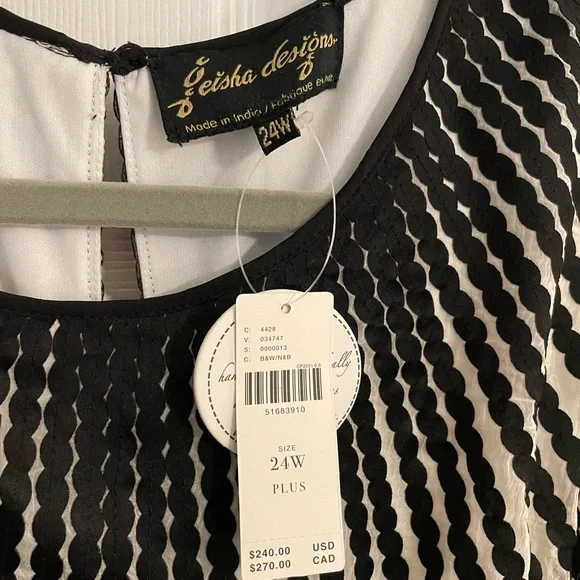 geisha designs
Made in India / Fabriqué en
24W
C: 4428
V: 034747
S: 0000013
C: B&W/N&B
51683910
SIZE
24W
PLUS
$240.00 USD
$270.00 CAD